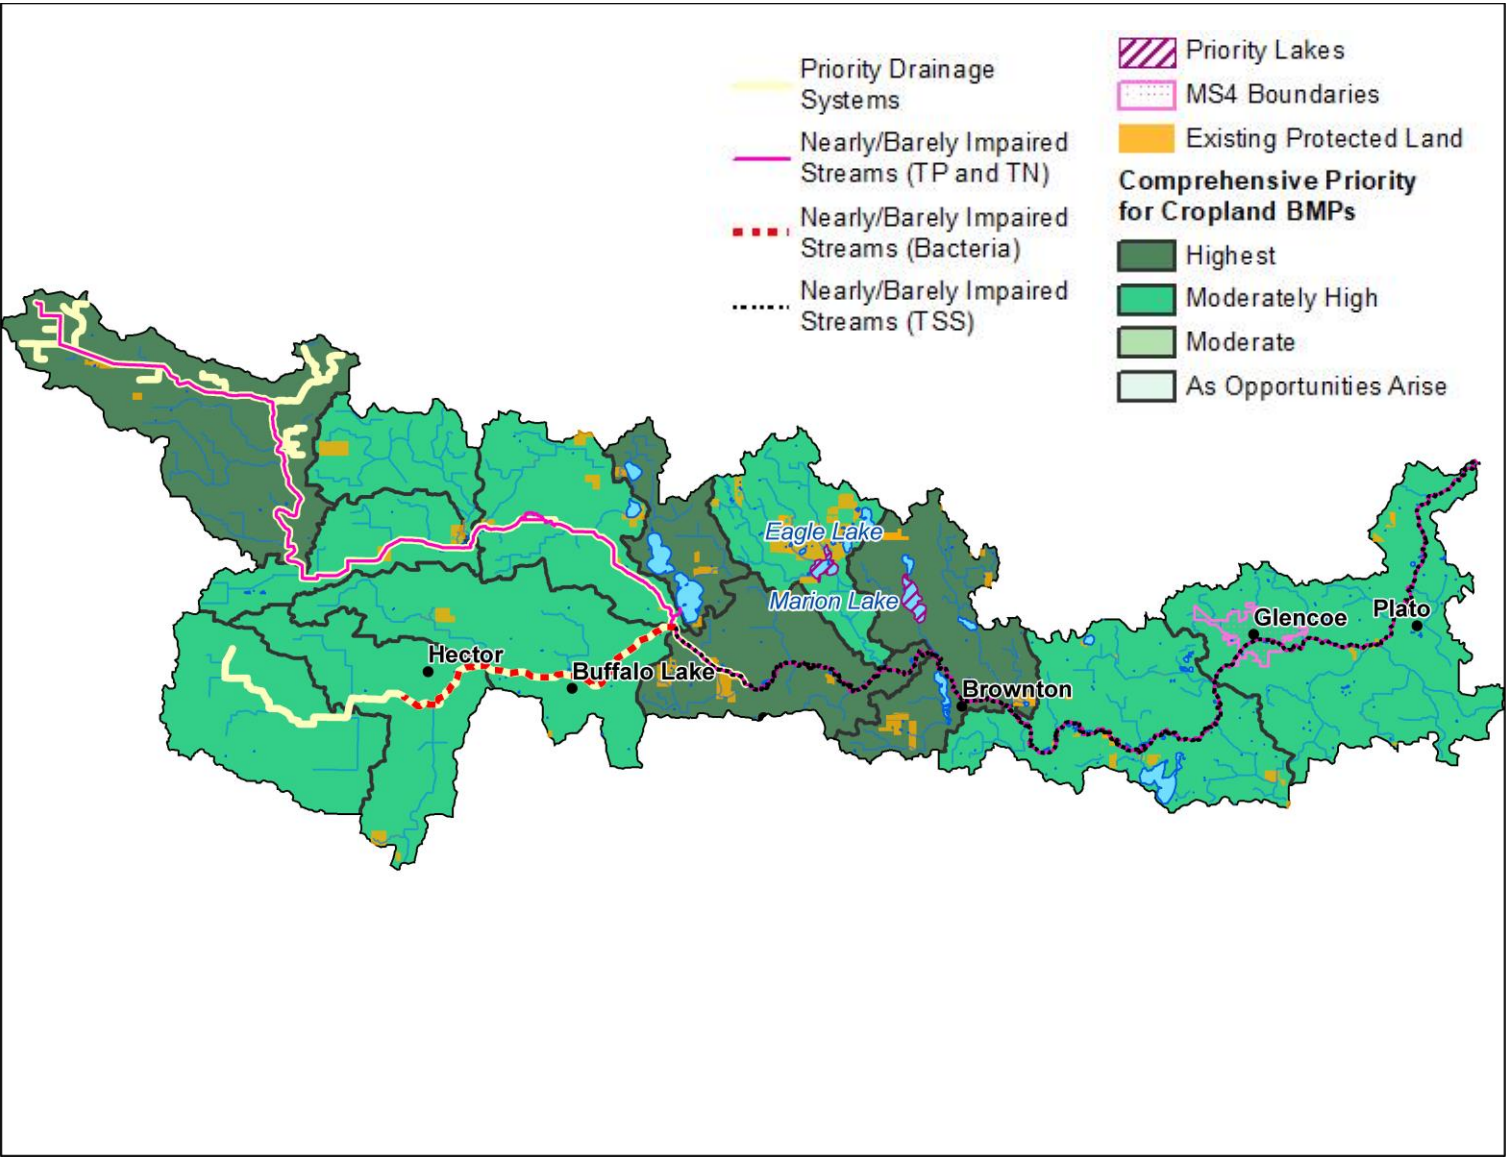 Priority Drainage
Systems
Nearly/Barely Impaired
Streams (TP and TN)
Nearly/Barely Impaired
Streams (Bacteria)
Nearly/Barely Impaired
Streams (TSS)
Priority Lakes
MS4 Boundaries
Existing Protected Land
Comprehensive Priority
for Cropland BMPs
Highest
Moderately High
Moderate
As Opportunities Arise
Eagle Lake
Marion Lake
Hector
Buffalo Lake
Brownton
Glencoe
Plato